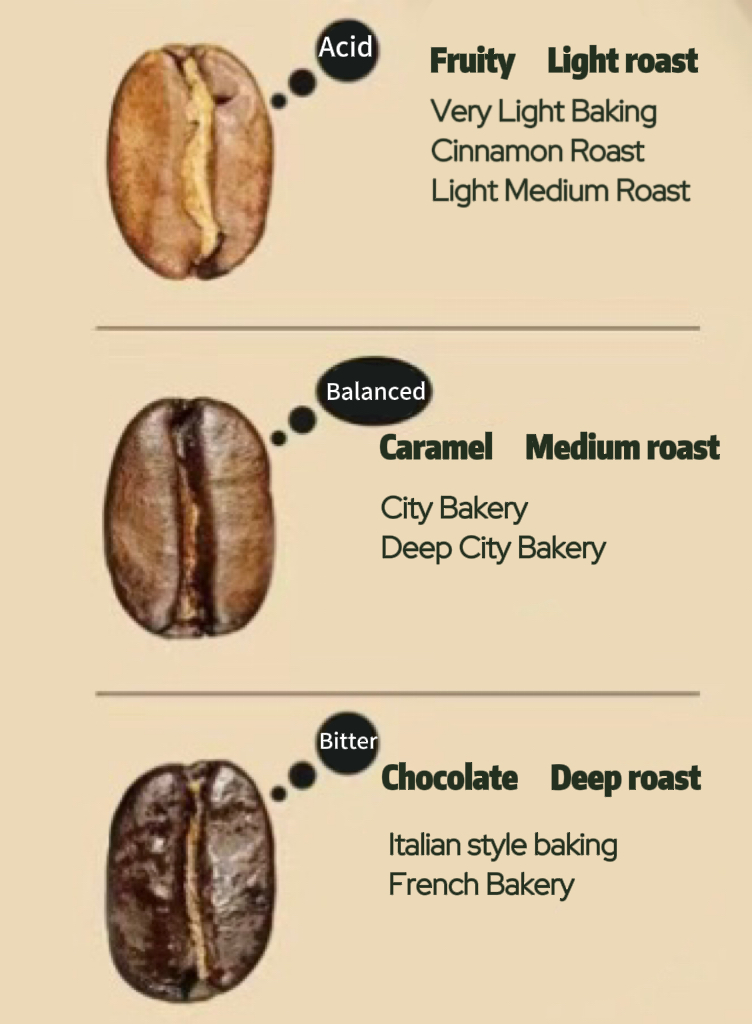 Acid
Fruity Light roast
Very Light Baking
Cinnamon Roast
Light Medium Roast
Balanced
Caramel Medium roast
City Bakery
Deep City Bakery
Bitter
Chocolate Deep roast
Italian style baking
French Bakery